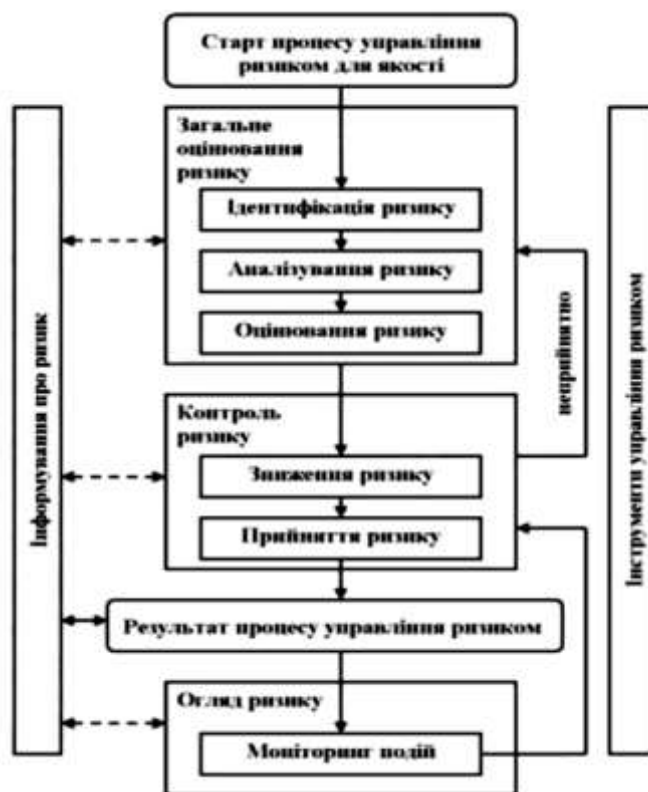 Старт процесу управління
ризиком для якості
Загальне
оцінювання
ризику
Ідентифікація ризику
Аналізування ризику
Оцінювання ризику
неприйнятно
Контроль
ризику
Зниження ризику
Прийняття ризику
Результат процесу управління ризиком
Огляд ризику
Моніторинг подій
Інформування про ризик
Інструменти управління ризиком